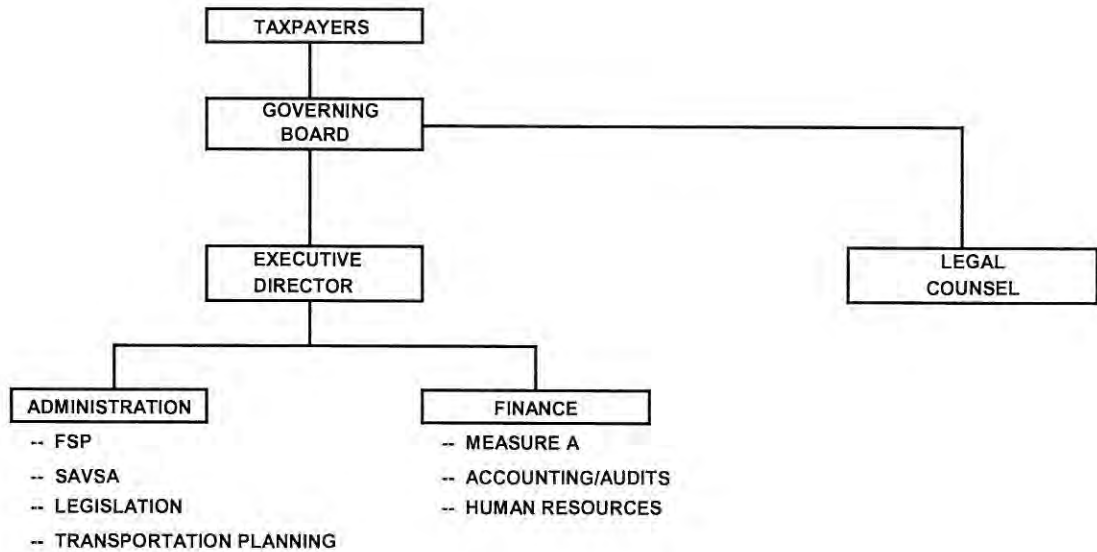 TAXPAYERS
GOVERNING
BOARD
EXECUTIVE
DIRECTOR
LEGAL
COUNSEL
ADMINISTRATION
-- FSP
-- SAVSA
-- LEGISLATION
-- TRANSPORTATION PLANNING
FINANCE
-- MEASURE A
-- ACCOUNTING/AUDITS
-- HUMAN RESOURCES